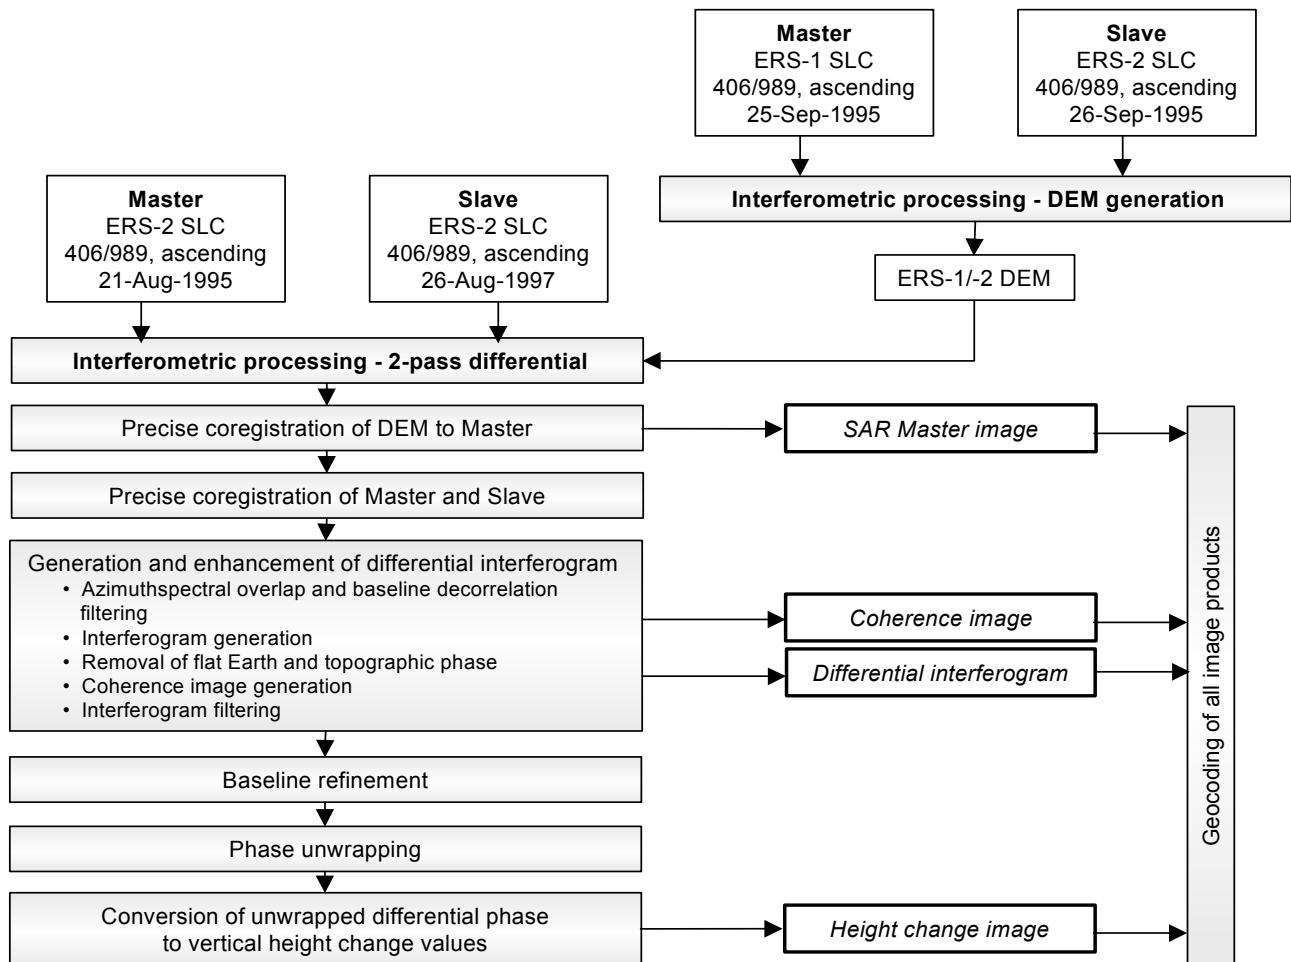 Master
ERS-1 SLC
406/989, ascending
25-Sep-1995
Slave
ERS-2 SLC
406/989, ascending
26-Sep-1995
Interferometric processing - DEM generation
ERS-1/-2 DEM
Master
ERS-2 SLC
406/989, ascending
21-Aug-1995
Slave
ERS-2 SLC
406/989, ascending
26-Aug-1997
Interferometric processing - 2-pass differential
Precise coregistration of DEM to Master
SAR Master image
Precise coregistration of Master and Slave
Generation and enhancement of differential interferogram
• Azimuthspectral overlap and baseline decorrelation
filtering
• Interferogram generation
• Removal of flat Earth and topographic phase
• Coherence image generation
• Interferogram filtering
Coherence image
Differential interferogram
Baseline refinement
Phase unwrapping
Conversion of unwrapped differential phase
to vertical height change values
Height change image
Geocoding of all image products